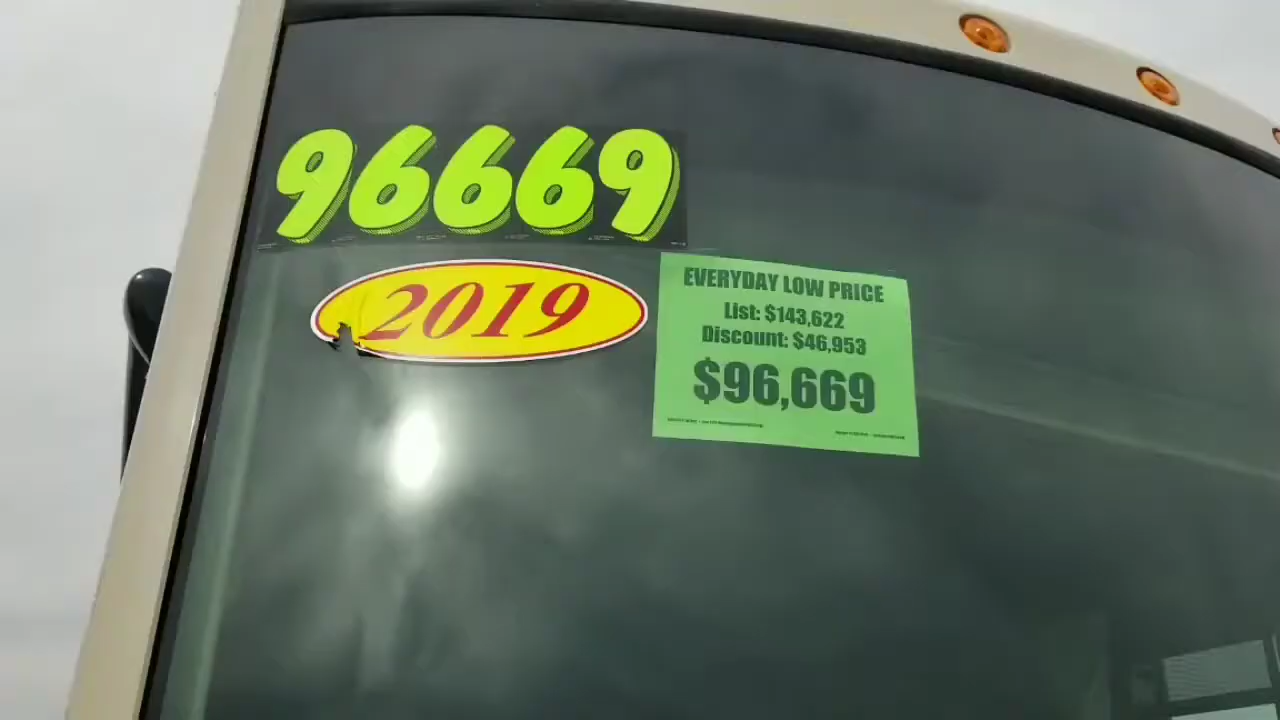 96669
2019
EVERYDAY LOW PRICE
List: $143,622
Discount: $46,953
$96,669